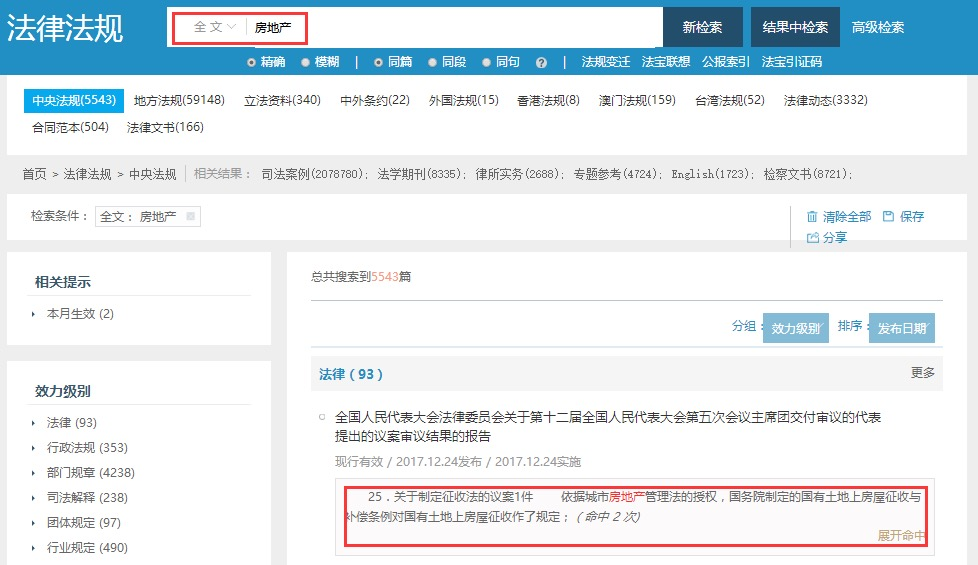 法律法规
全文 房地产 新检索 结果中检索 高级检索
精确 模糊 | 同篇 同段 同句 ? | 法规变迁 法宝联想 公报索引 法宝引证码
中央法规(5543) 地方法规(59148) 立法资料(340) 中外条约(22) 外国法规(15) 香港法规(8) 澳门法规(159) 台湾法规(52) 法律动态(3332)
合同范本(504) 法律文书(166)
首页 > 法律法规 > 中央法规 相关结果： 司法案例(2078780); 法学期刊(8335); 律所实务(2688); 专题参考(4724); English(1723); 检察文书(8721);
检索条件： 全文： 房地产
清除全部 保存
分享
相关提示
本月生效 (2)
效力级别
法律 (93)
行政法规 (353)
部门规章 (4238)
司法解释 (238)
团体规定 (97)
行业规定 (490)
总共搜索到5543篇
分组： 效力级别 排序： 发布日期
法律 ( 93 ) 更多
全国人民代表大会法律委员会关于第十二届全国人民代表大会第五次会议主席团交付审议的代表
提出的议案审议结果的报告
现行有效 / 2017.12.24发布 / 2017.12.24实施
25．关于制定征收法的议案1件 依据城市房地产管理法的授权，国务院制定的国有土地上房屋征收与
补偿条例对国有土地上房屋征收作了规定；( 命中 2 次)
展开命中